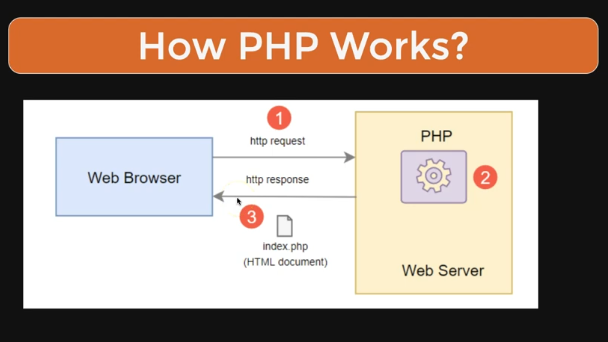 How PHP Works?
1
http request
PHP
Web Browser
2
http response
3
index.php
(HTML document)
Web Server